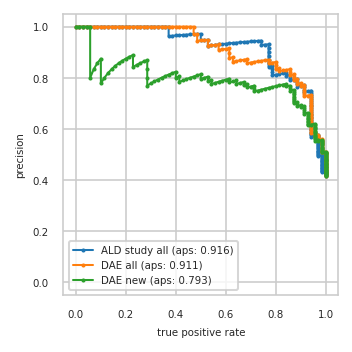 1.0
0.8
0.6
0.4
0.2
0.0
precision
ALD study all (aps: 0.916)
DAE all (aps: 0.911)
DAE new (aps: 0.793)
0.0 0.2 0.4 0.6 0.8 1.0
true positive rate